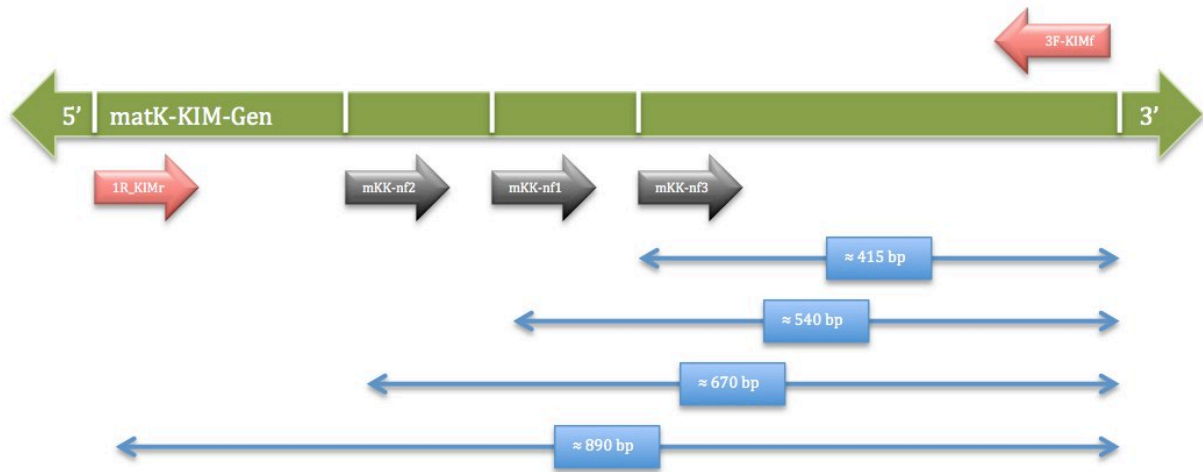 3F-KIMf
5’ matK-KIM-Gen 3’
1R_KIMr mKK-nf2 mKK-nf1 mKK-nf3
≈ 415 bp
≈ 540 bp
≈ 670 bp
≈ 890 bp